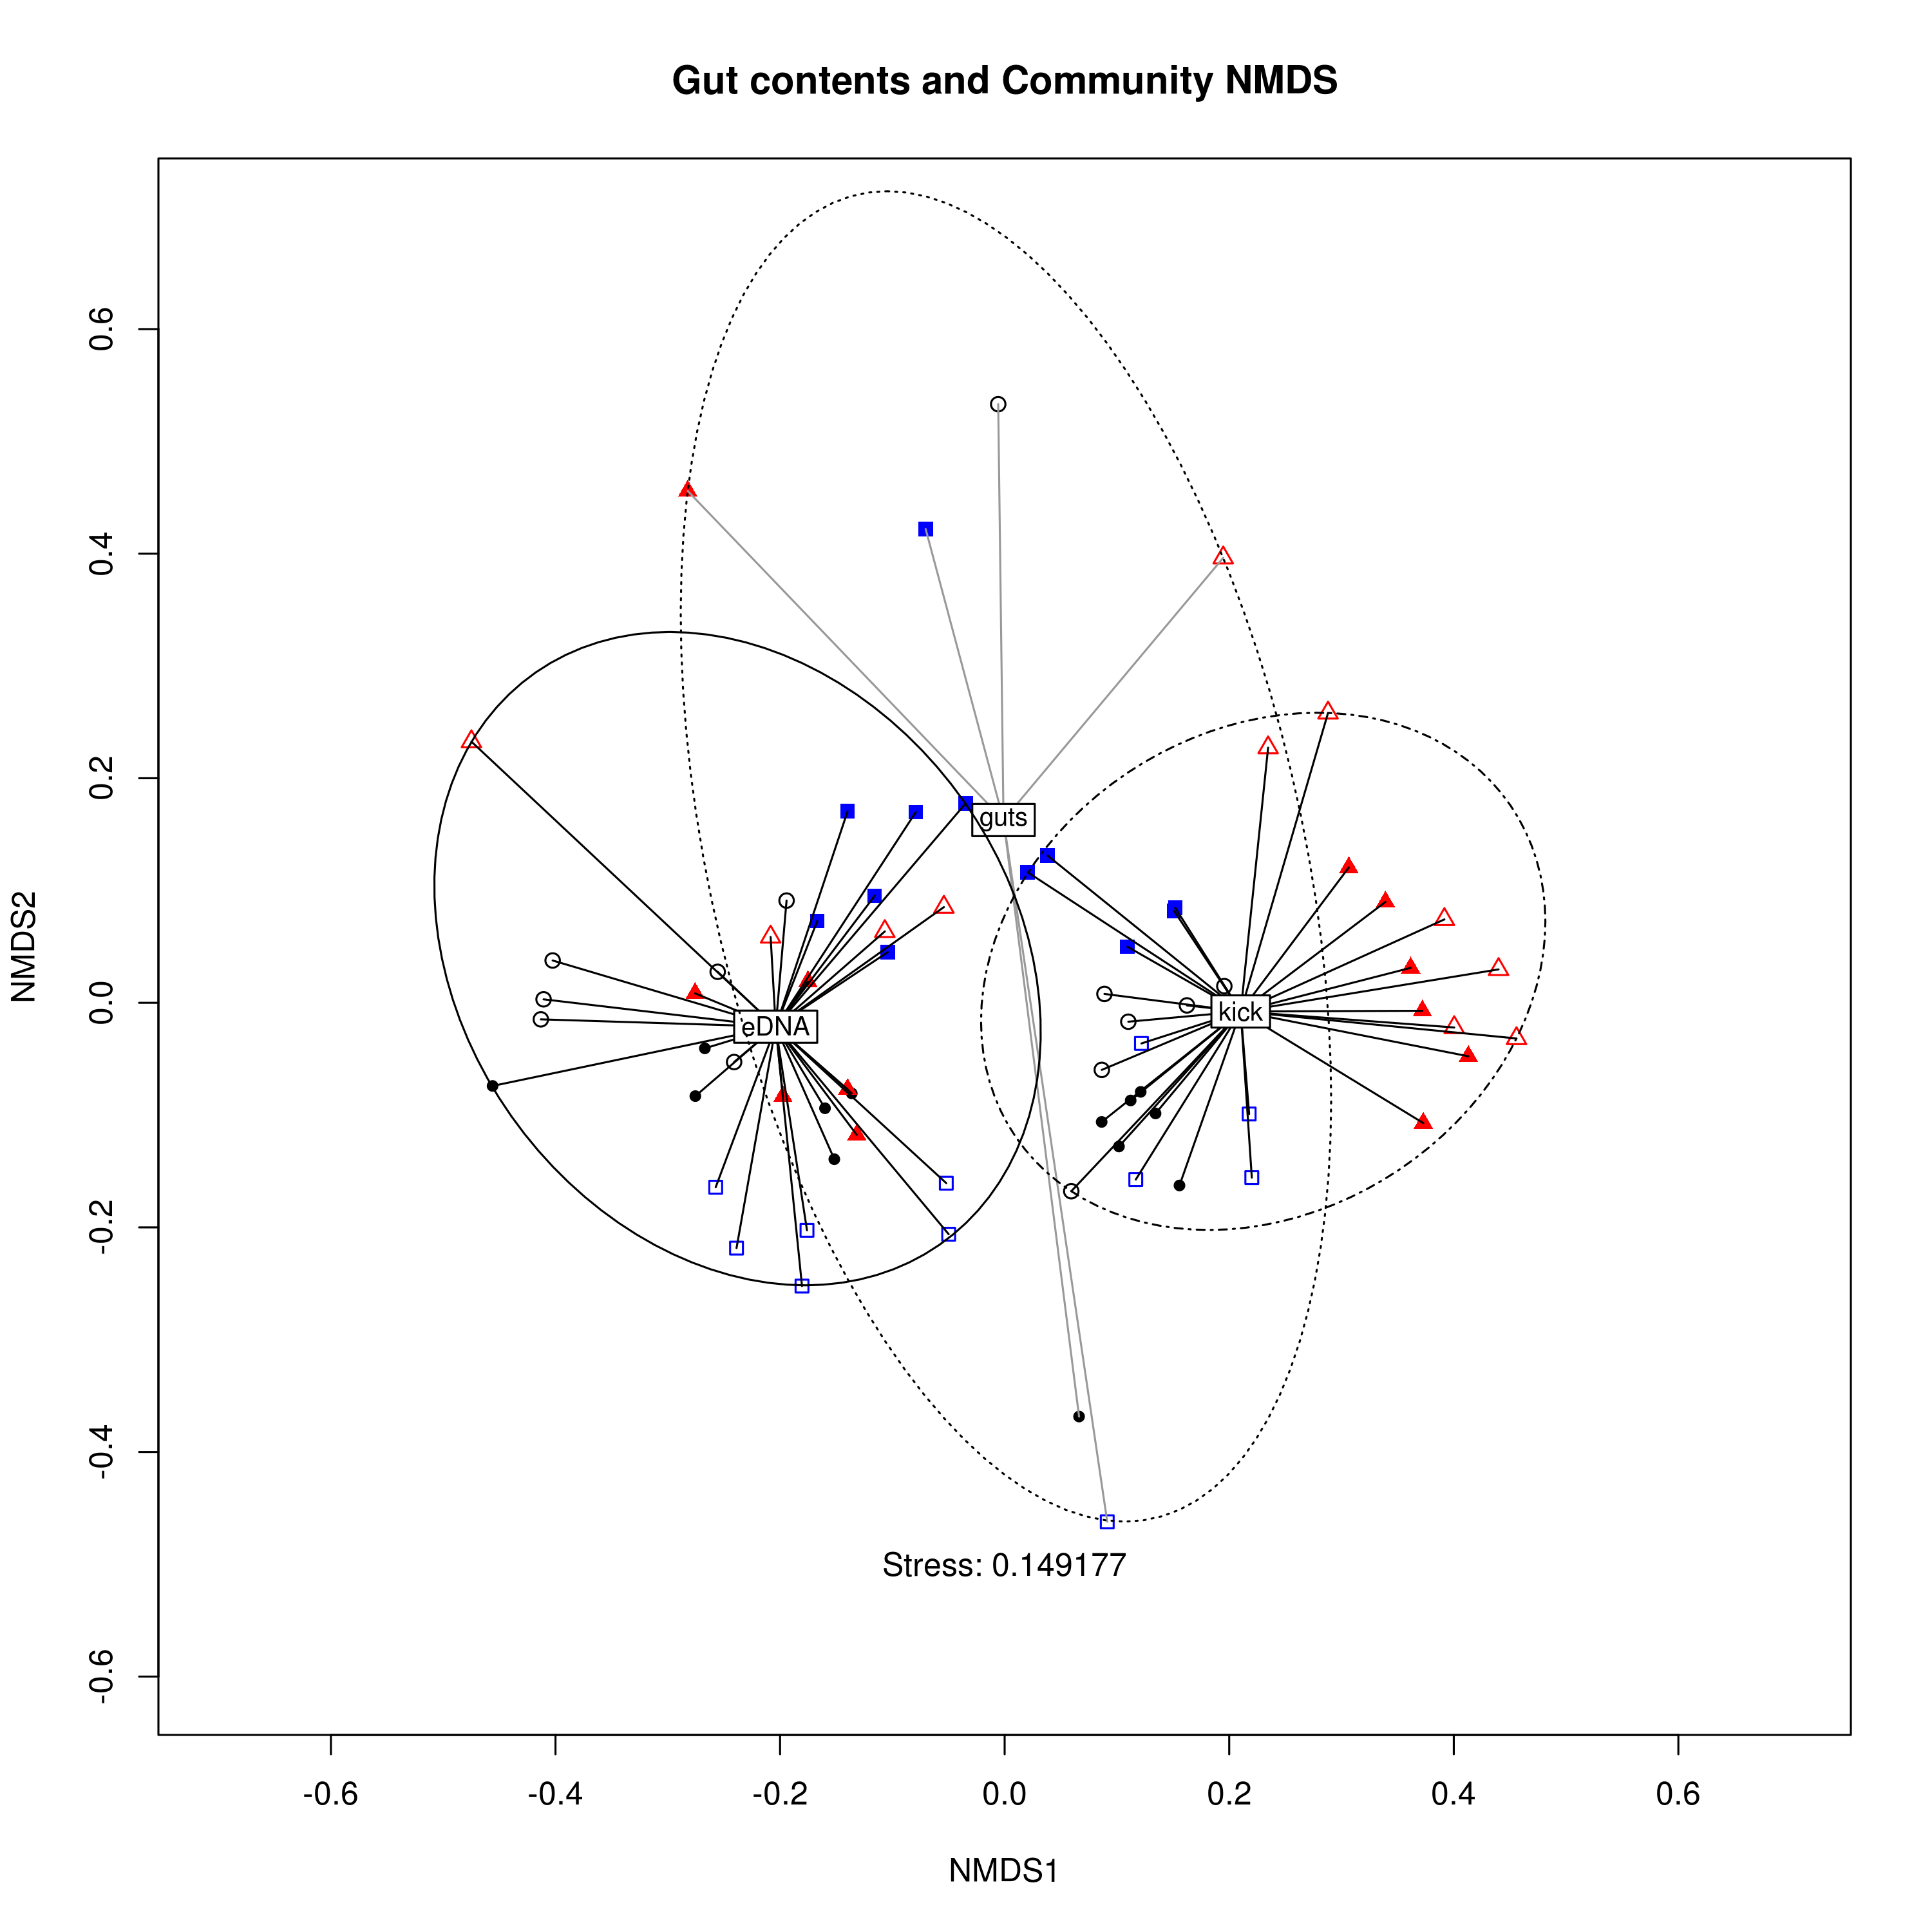 Gut contents and Community NMDS
NMDS2
0.6
0.4
0.2
0.0
-0.2
-0.4
-0.6
guts
eDNA
kick
Stress: 0.149177
-0.6 -0.4 -0.2 0.0 0.2 0.4 0.6
NMDS1